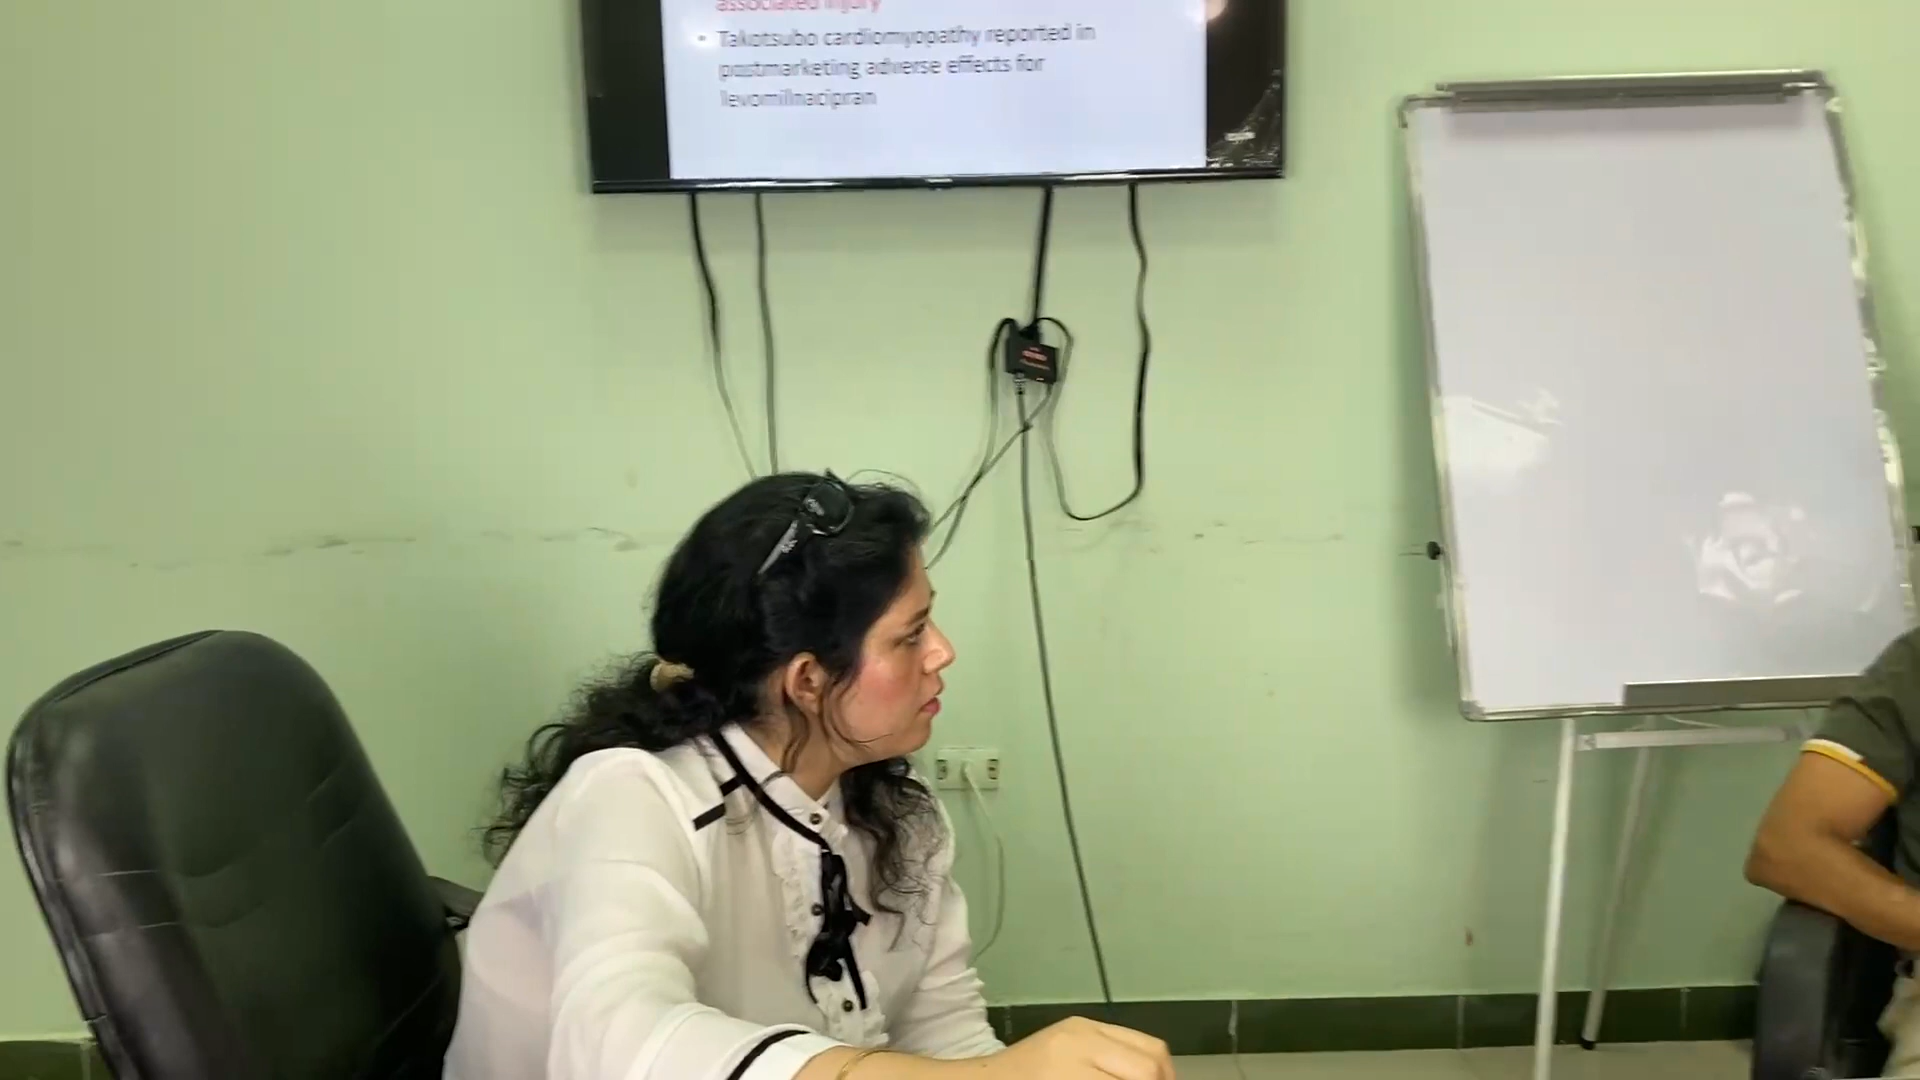 associated injury
• Takotsubo cardiomyopathy reported in
postmarketing adverse effects for
levomilnacipran